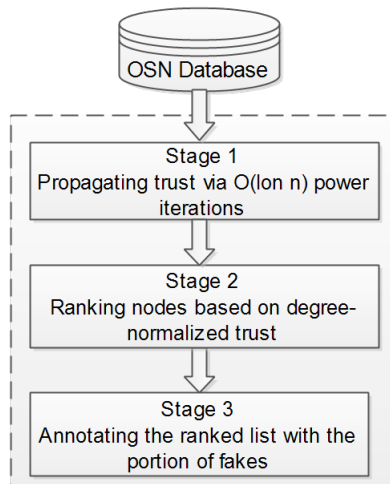 OSN Database
Stage 1
Propagating trust via O(lon n) power
iterations
Stage 2
Ranking nodes based on degree-
normalized trust
Stage 3
Annotating the ranked list with the
portion of fakes